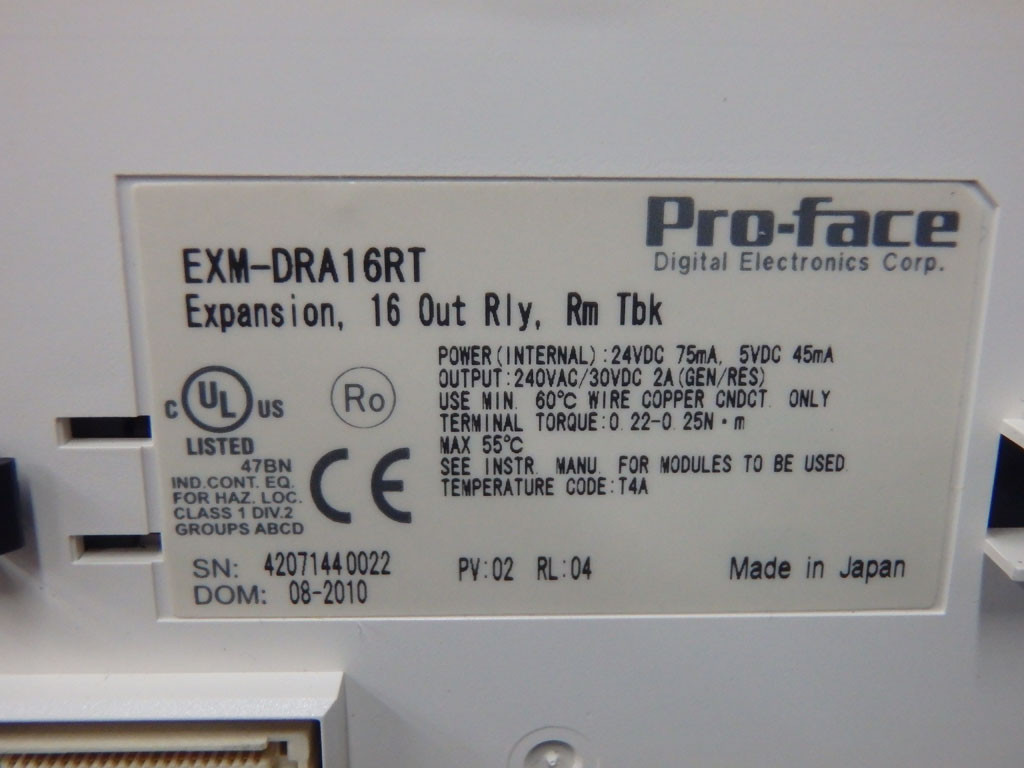 Pro-face
Digital Electronics Corp.
EXM-DRA16RT
Expansion, 16 Out Rly, Rm Tbk
POWER(INTERNAL):24VDC 75mA, 5VDC 45mA
OUTPUT:240VAC/30VDC 2A(GEN/RES)
USE MIN. 60℃ WIRE COPPER CNDCT. ONLY
TERMINAL TORQUE:0.22-0.25N・m
MAX 55℃
SEE INSTR. MANU. FOR MODULES TO BE USED.
TEMPERATURE CODE:T4A
C UL US
LISTED
47BN
IND.CONT. EQ.
FOR HAZ. LOC.
CLASS 1 DIV.2
GROUPS ABCD
Ro
CE
SN: 42071440022
PV:02 RL:04
Made in Japan
DOM: 08-2010